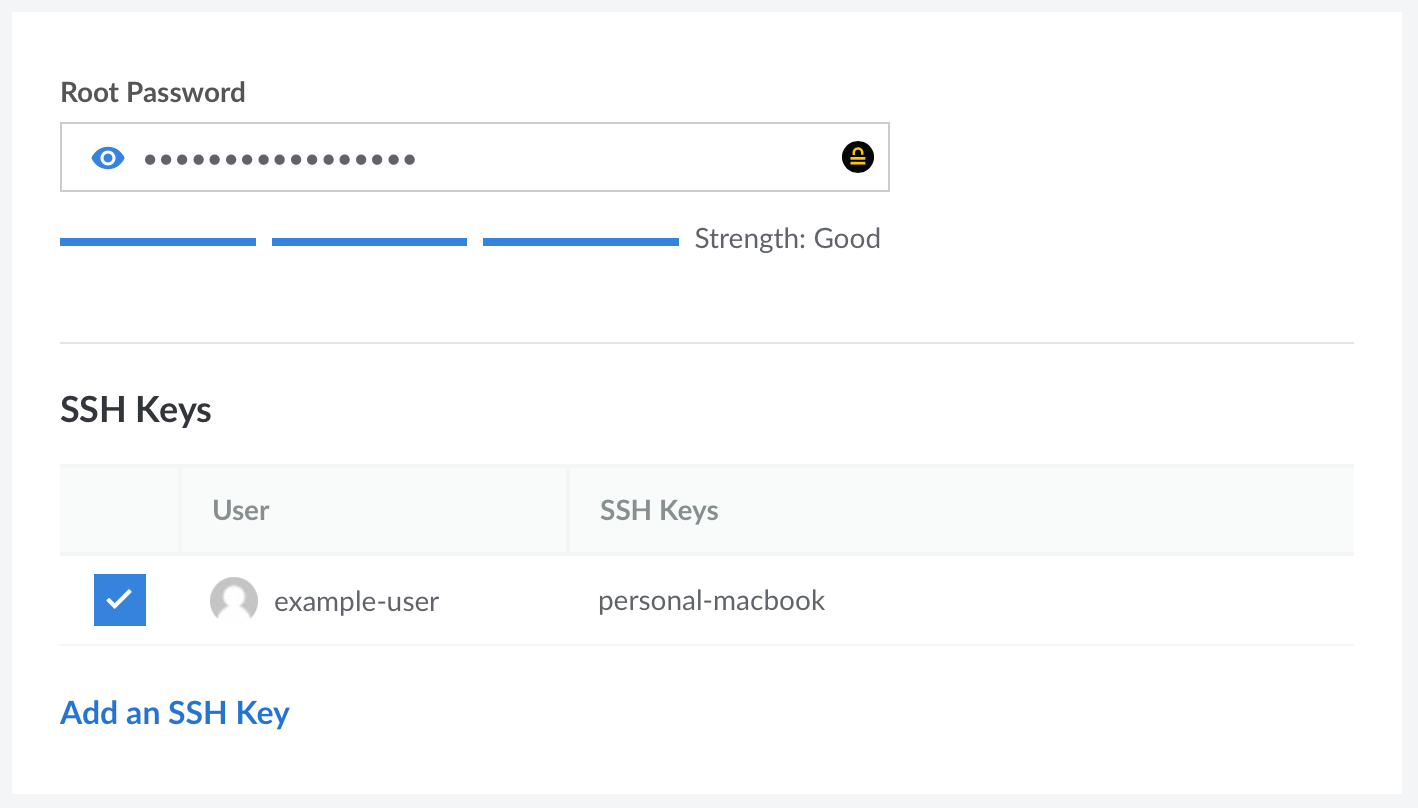 Root Password
•••••••••••••••••
Strength: Good
SSH Keys
User SSH Keys
example-user personal-macbook
Add an SSH Key